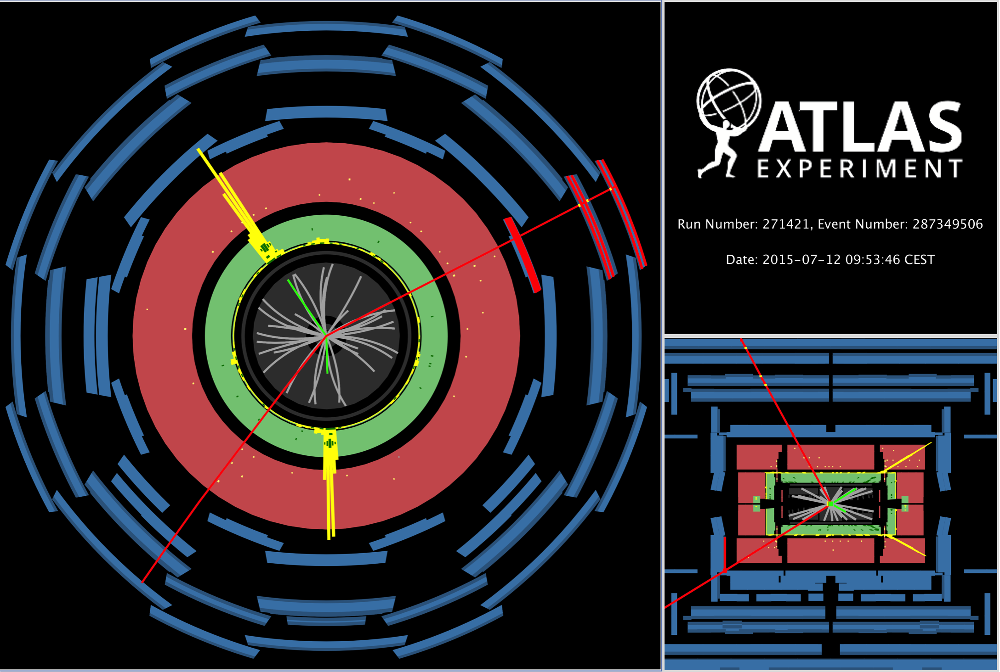 ATLAS
EXPERIMENT
Run Number: 271421, Event Number: 287349506
Date: 2015-07-12 09:53:46 CEST